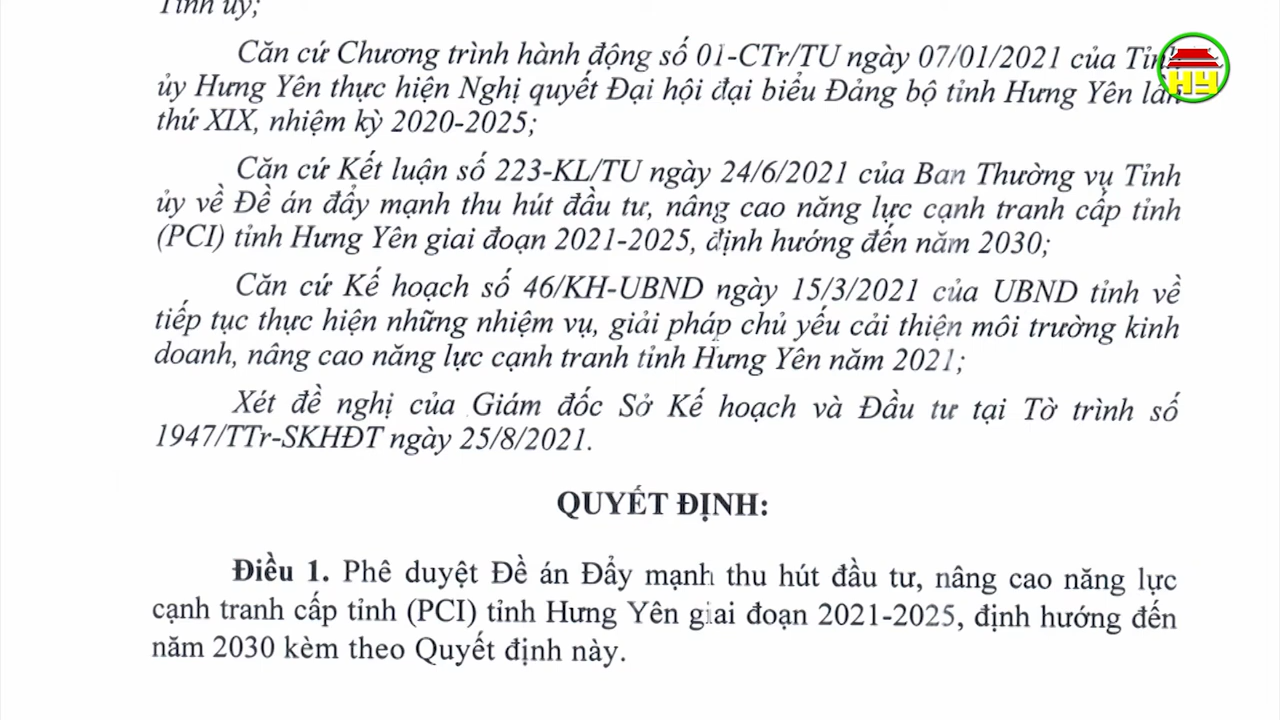 Tỉnh ủy;
Căn cứ Chương trình hành động số 01-CTr/TU ngày 07/01/2021 của Tỉnh
ủy Hưng Yên thực hiện Nghị quyết Đại hội đại biểu Đảng bộ tỉnh Hưng Yên lần
thứ XIX, nhiệm kỳ 2020-2025;
Căn cứ Kết luận số 223-KL/TU ngày 24/6/2021 của Ban Thường vụ Tỉnh
ủy về Đề án đẩy mạnh thu hút đầu tư, nâng cao năng lực cạnh tranh cấp tỉnh
(PCI) tỉnh Hưng Yên giai đoạn 2021-2025, định hướng đến năm 2030;
Căn cứ Kế hoạch số 46/KH-UBND ngày 15/3/2021 của UBND tỉnh về
tiếp tục thực hiện những nhiệm vụ, giải pháp chủ yếu cải thiện môi trường kinh
doanh, nâng cao năng lực cạnh tranh tỉnh Hưng Yên năm 2021;
Xét đề nghị của Giám đốc Sở Kế hoạch và Đầu tư tại Tờ trình số
1947/TTr-SKHĐT ngày 25/8/2021.
QUYẾT ĐỊNH:
Điều 1. Phê duyệt Đề án Đẩy mạnh thu hút đầu tư, nâng cao năng lực
cạnh tranh cấp tỉnh (PCI) tỉnh Hưng Yên giai đoạn 2021-2025, định hướng đến
năm 2030 kèm theo Quyết định này.
HY